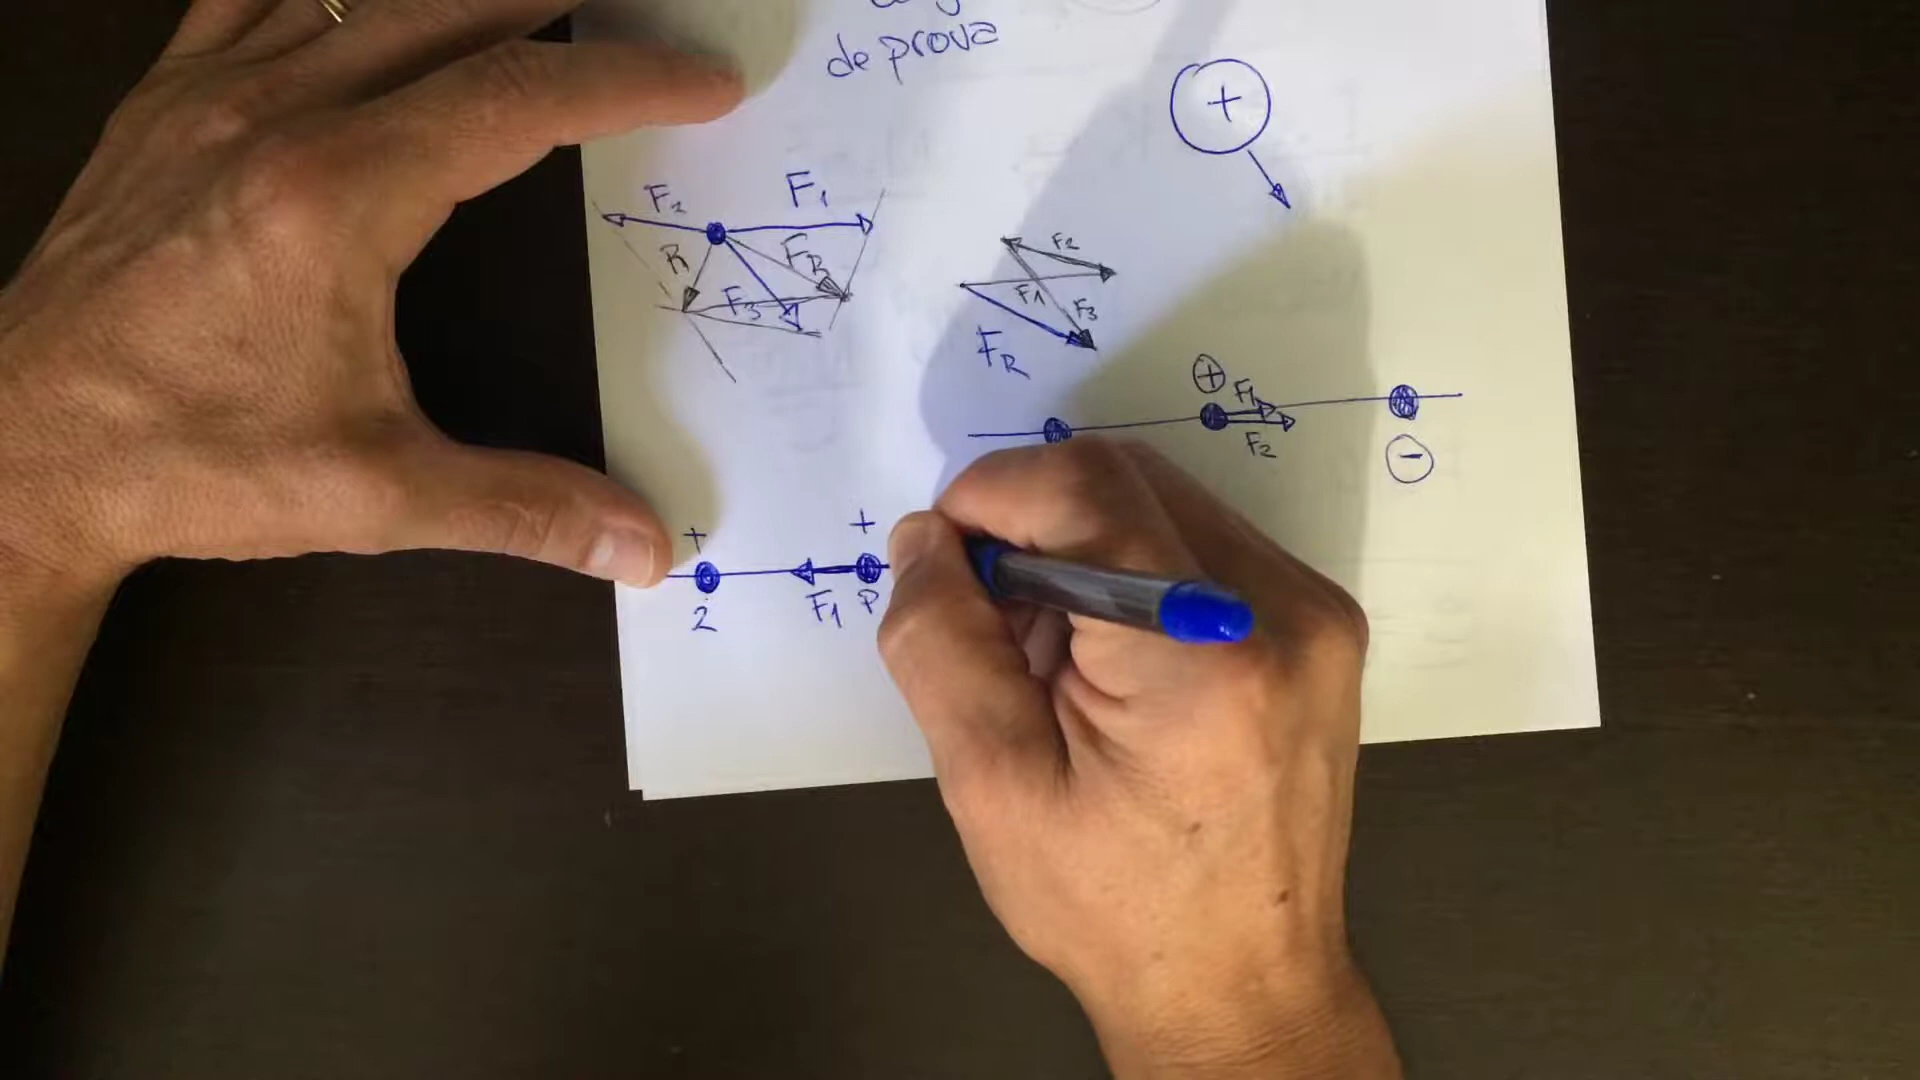 de prova
+
F2 F1
R FR
F3
F2
F1
F3
FR
+
F1
F2
-
+ +
F1 P
2